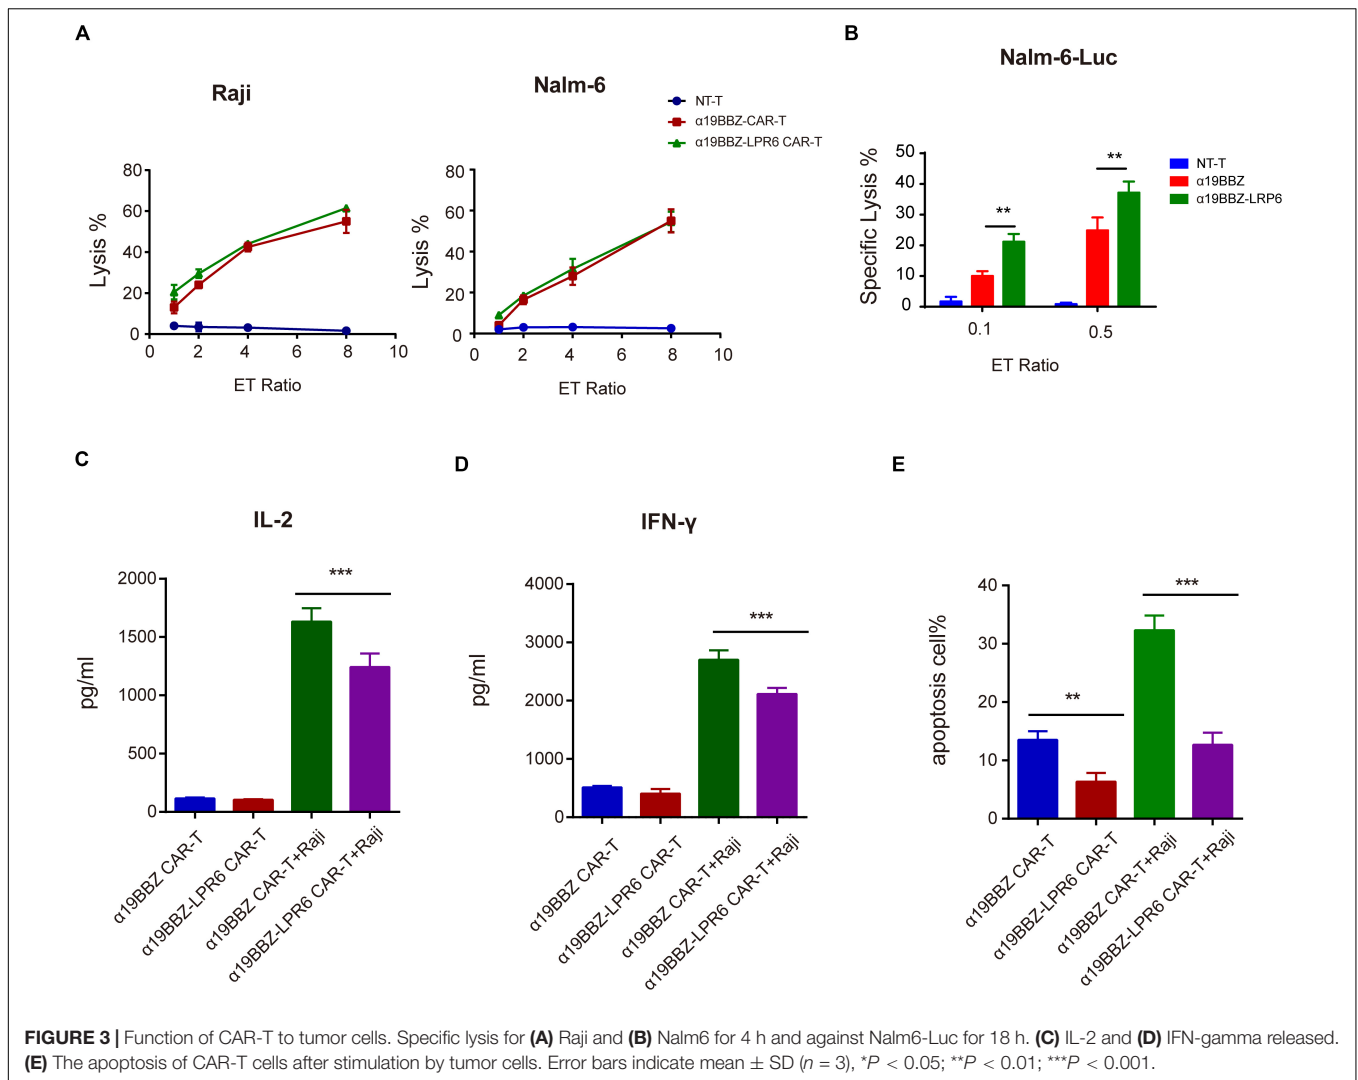 A
Raji
Lysis %
80
60
40
20
0
0 2 4 6 8 10
ET Ratio
Nalm-6
Lysis %
80
60
40
20
0
0 2 4 6 8 10
ET Ratio
NT-T
α19BBZ-CAR-T
α19BBZ-LPR6 CAR-T
B
Nalm-6-Luc
Specific Lysis %
50
40
30
20
10
0
**
**
0.1 0.5
ET Ratio
NT-T
α19BBZ
α19BBZ-LRP6
C
IL-2
pg/ml
2000
1500
1000
500
0
***
α19BBZ CAR-T
α19BBZ-LPR6 CAR-T
α19BBZ CAR-T+Raji
α19BBZ-LPR6 CAR-T+Raji
D
IFN-γ
pg/ml
4000
3000
2000
1000
0
***
α19BBZ CAR-T
α19BBZ-LPR6 CAR-T
α19BBZ CAR-T+Raji
α19BBZ-LPR6 CAR-T+Raji
E
apoptosis cell%
40
30
20
10
0
**
***
α19BBZ CAR-T
α19BBZ-LPR6 CAR-T
α19BBZ CAR-T+Raji
α19BBZ-LPR6 CAR-T+Raji
FIGURE 3 | Function of CAR-T to tumor cells. Specific lysis for (A) Raji and (B) Nalm6 for 4 h and against Nalm6-Luc for 18 h. (C) IL-2 and (D) IFN-gamma released.
(E) The apoptosis of CAR-T cells after stimulation by tumor cells. Error bars indicate mean ± SD (n = 3), *P < 0.05; **P < 0.01; ***P < 0.001.